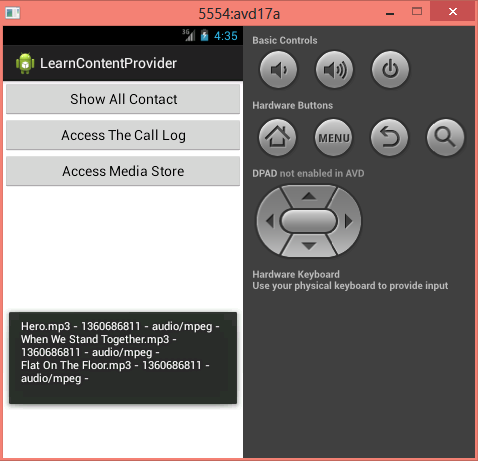 5554:avd17a
3G
4:35
LearnContentProvider
Show All Contact
Access The Call Log
Access Media Store
Hero.mp3 - 1360686811 - audio/mpeg -
When We Stand Together.mp3 -
1360686811 - audio/mpeg -
Flat On The Floor.mp3 - 1360686811 -
audio/mpeg -
Basic Controls
Hardware Buttons
MENU
DPAD not enabled in AVD
Hardware Keyboard
Use your physical keyboard to provide input